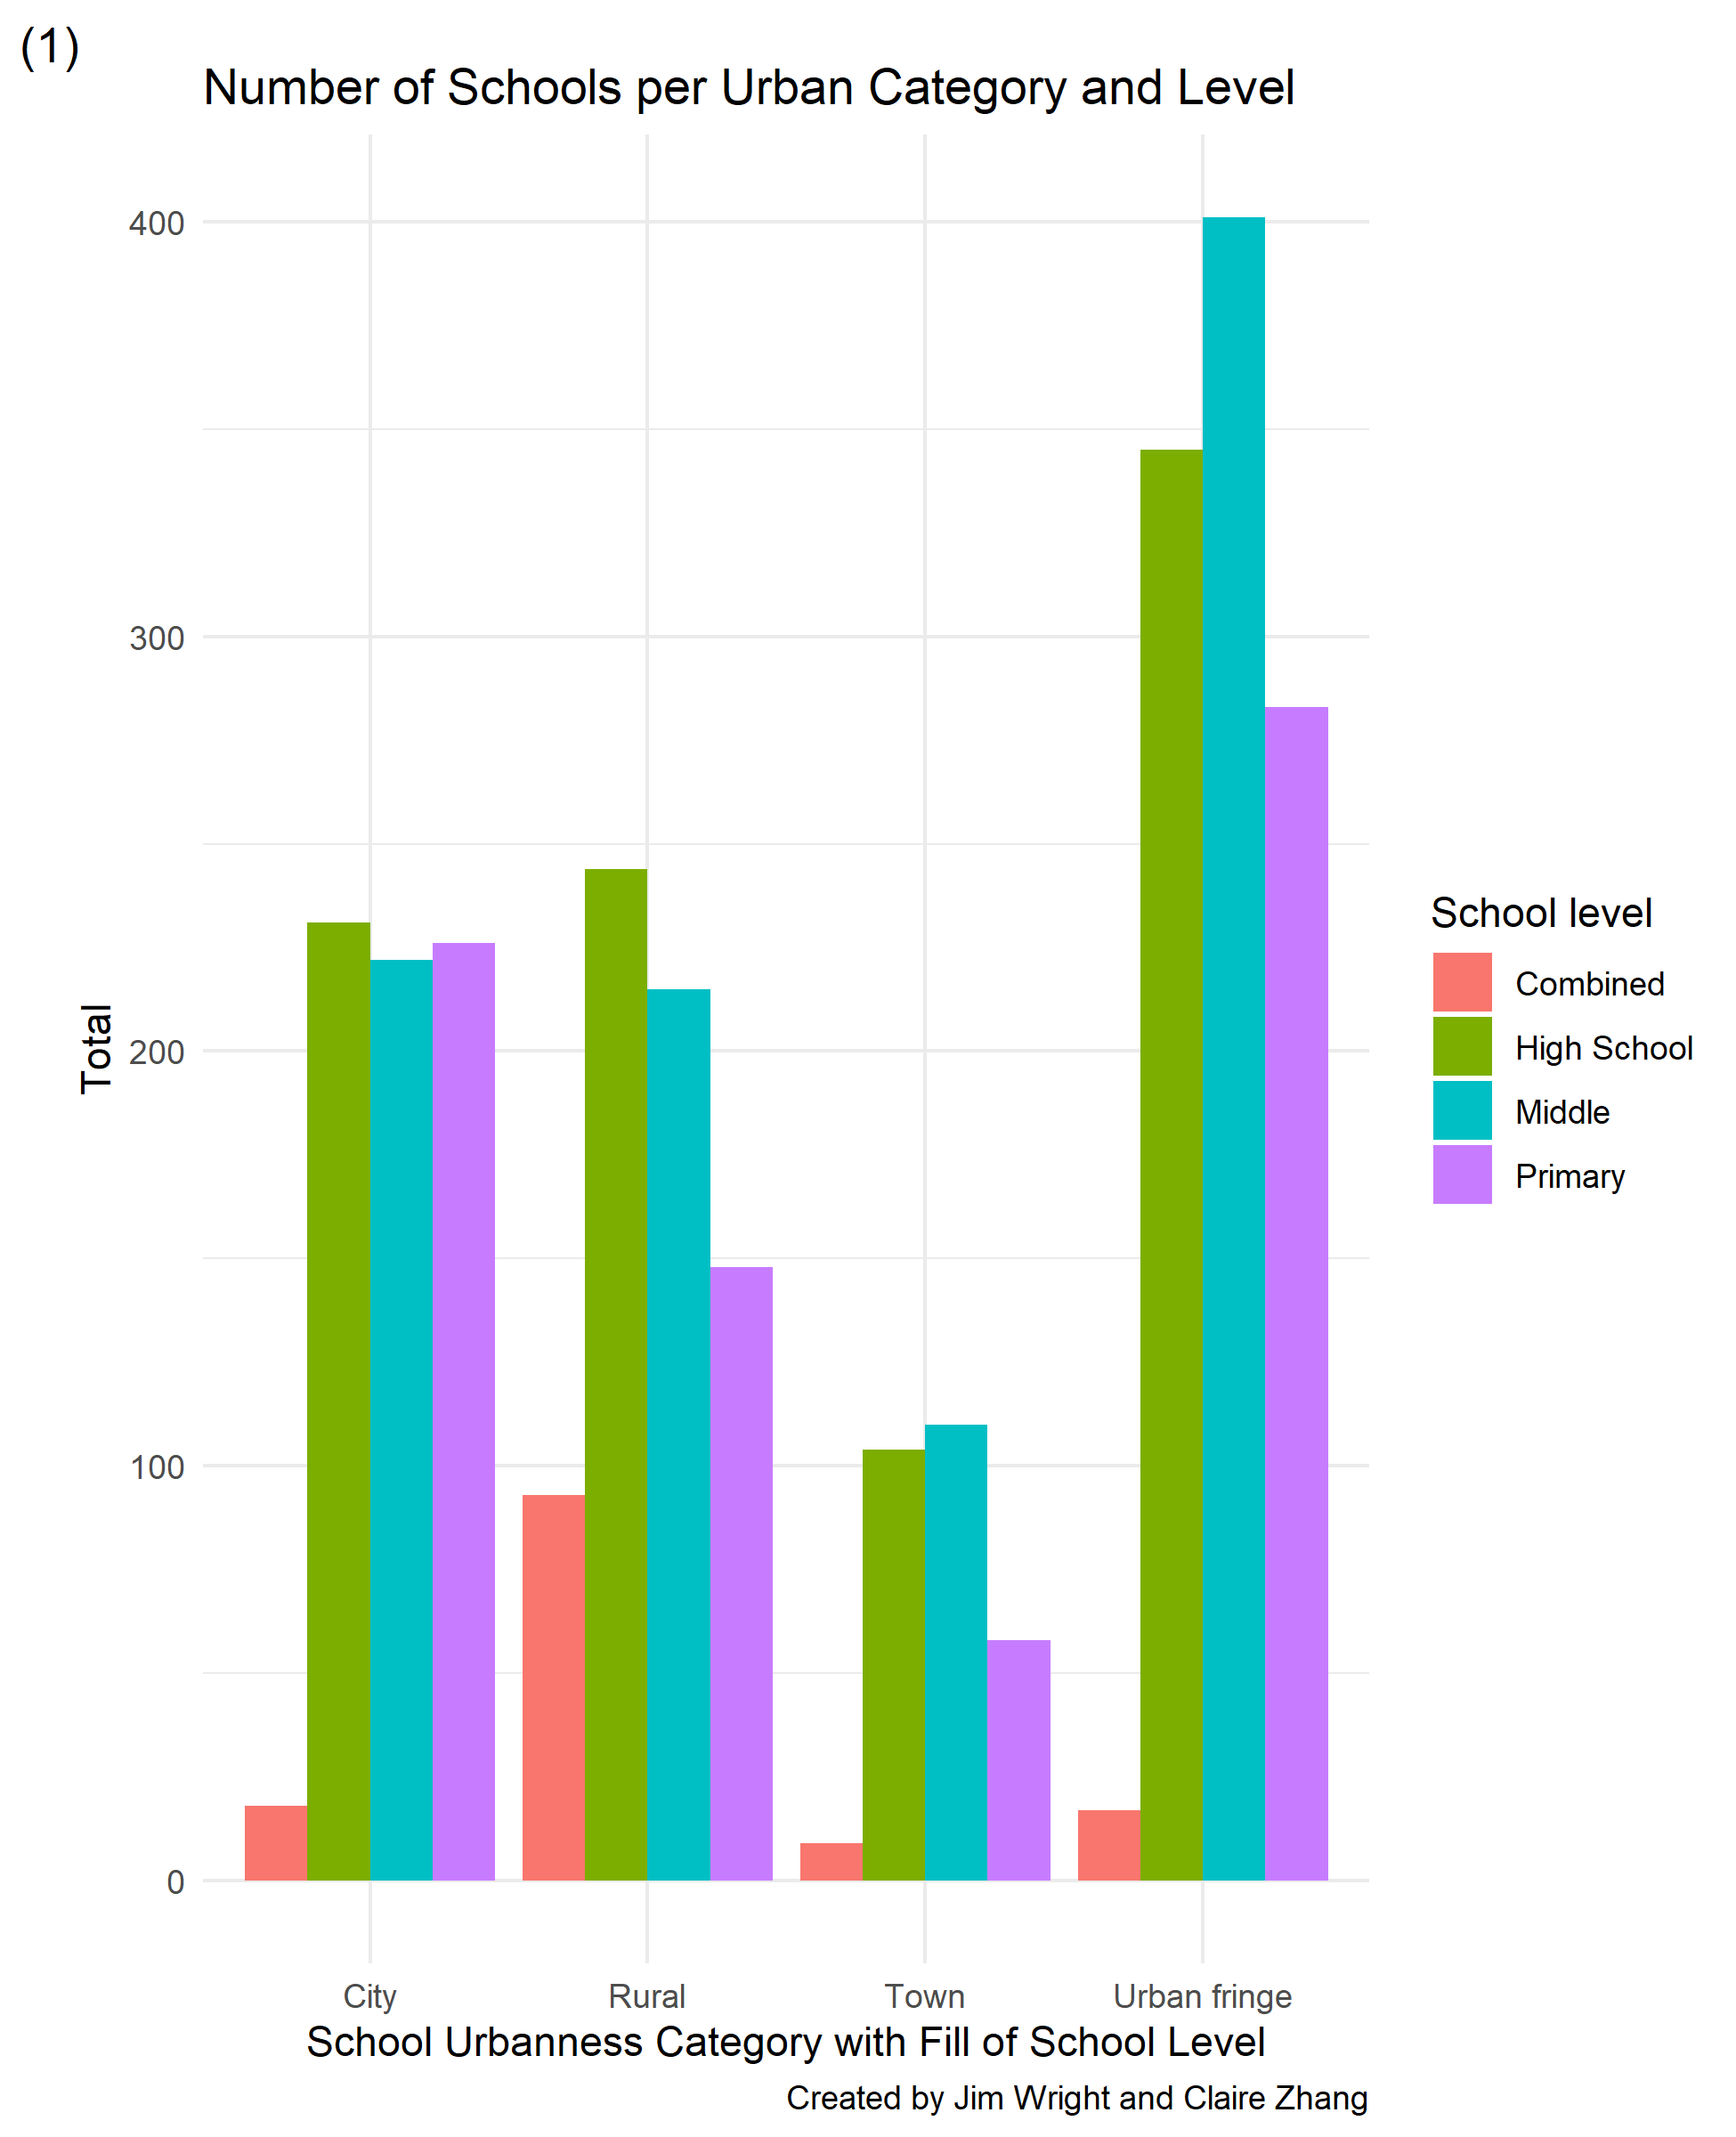 (1)
Number of Schools per Urban Category and Level
400
300
200
100
0
Total
City Rural Town Urban fringe
School Urbanness Category with Fill of School Level
Created by Jim Wright and Claire Zhang
School level
Combined
High School
Middle
Primary